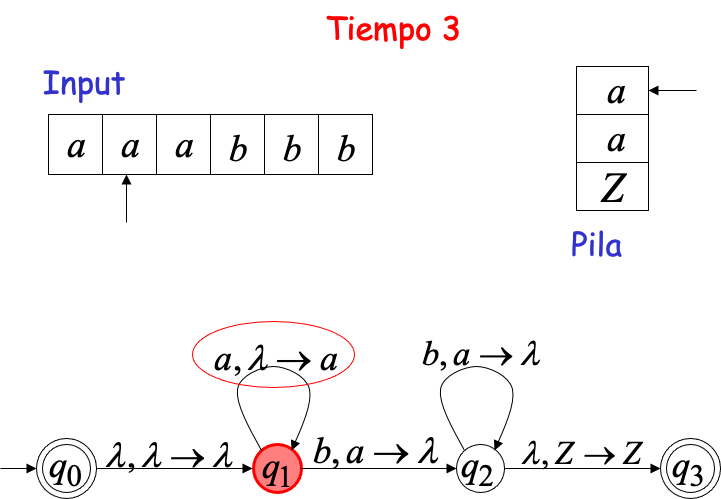 Tiempo 3
Input
a a a b b b
a
a
Z
Pila
a, λ → a
b, a → λ
λ, λ → λ
b, a → λ
λ, Z → Z
q0
q1
q2
q3